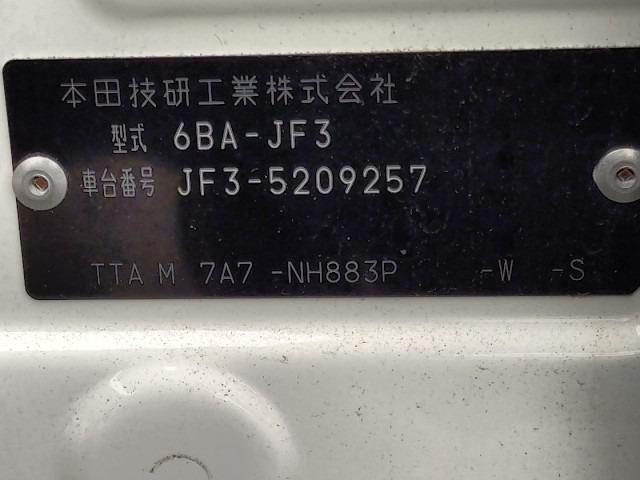 本田技研工業株式会社
型式 6BA-JF3
車台番号 JF3-5209257
TTA M 7A7 -NH883P -W -S